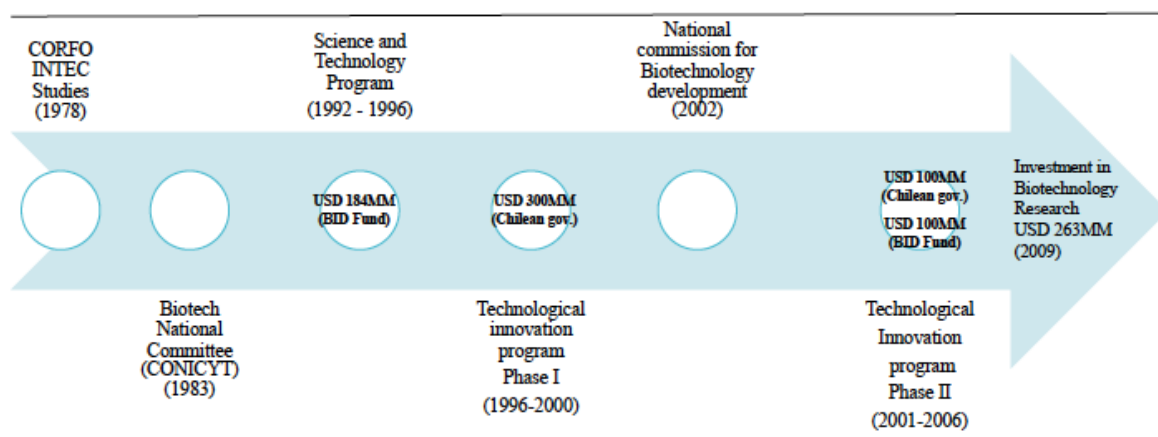 CORFO
INTEC
Studies
(1978)
Biotech
National
Committee
(CONICYT)
(1983)
Science and
Technology
Program
(1992 - 1996)
USD 184MM
(BID Fund)
USD 300MM
(Chilean gov.)
Technological
innovation
program
Phase I
(1996-2000)
National
commission for
Biotechnology
development
(2002)
USD 100MM
(Chilean gov.)
USD 100MM
(BID Fund)
Technological
Innovation
program
Phase II
(2001-2006)
Investment in
Biotechnology
Research
USD 263MM
(2009)